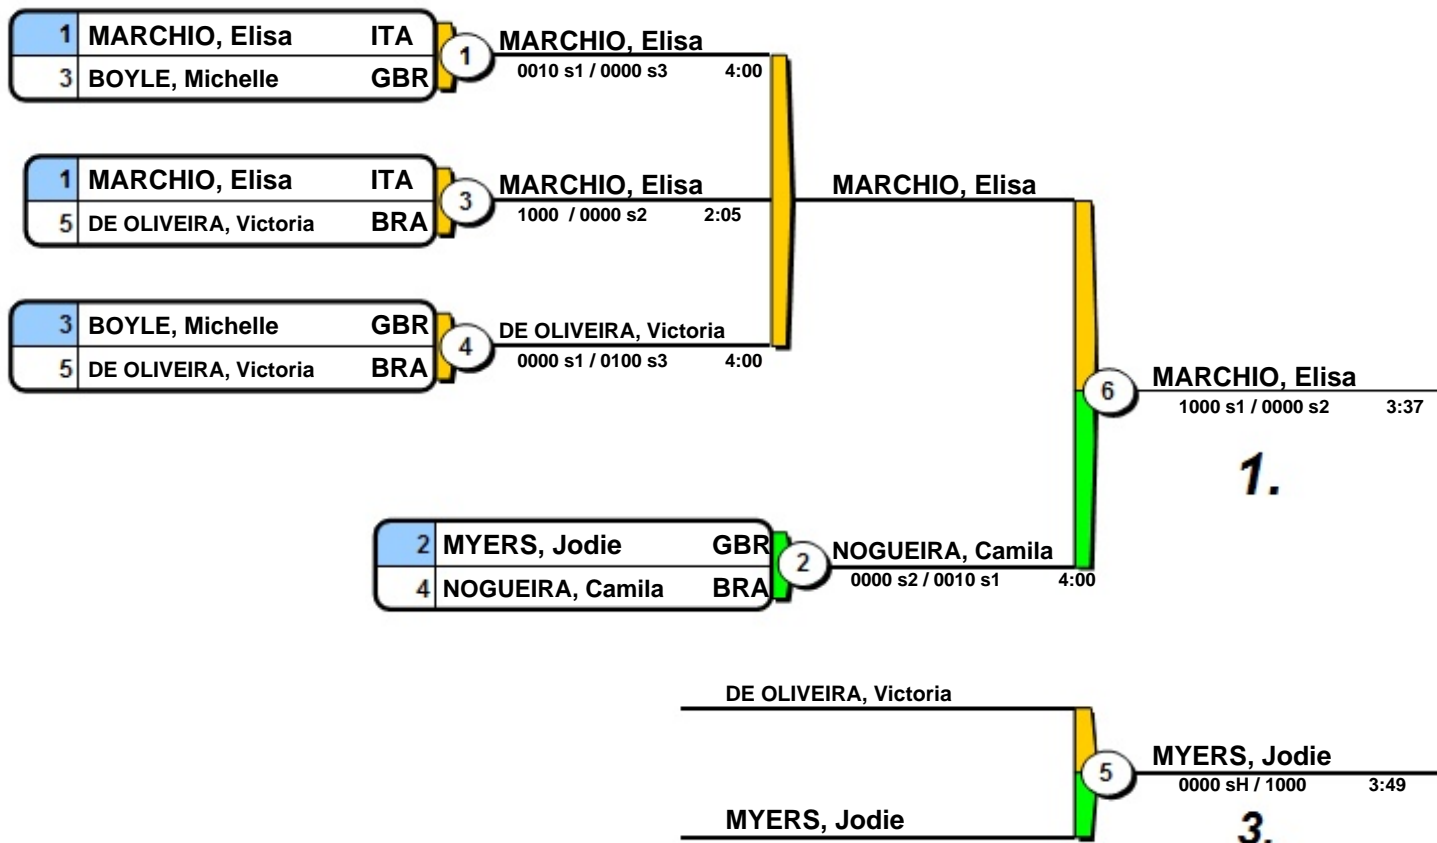 1 MARCHIO, Elisa ITA
3 BOYLE, Michelle GBR
1
MARCHIO, Elisa
0010 s1 / 0000 s3 4:00
1 MARCHIO, Elisa ITA
5 DE OLIVEIRA, Victoria BRA
3
MARCHIO, Elisa
1000 / 0000 s2 2:05
MARCHIO, Elisa
3 BOYLE, Michelle GBR
5 DE OLIVEIRA, Victoria BRA
4
DE OLIVEIRA, Victoria
0000 s1 / 0100 s3 4:00
6
MARCHIO, Elisa
1000 s1 / 0000 s2 3:37
1.
2 MYERS, Jodie GBR
4 NOGUEIRA, Camila BRA
2
NOGUEIRA, Camila
0000 s2 / 0010 s1 4:00
DE OLIVEIRA, Victoria
MYERS, Jodie
5
MYERS, Jodie
0000 sH / 1000 3:49
3.